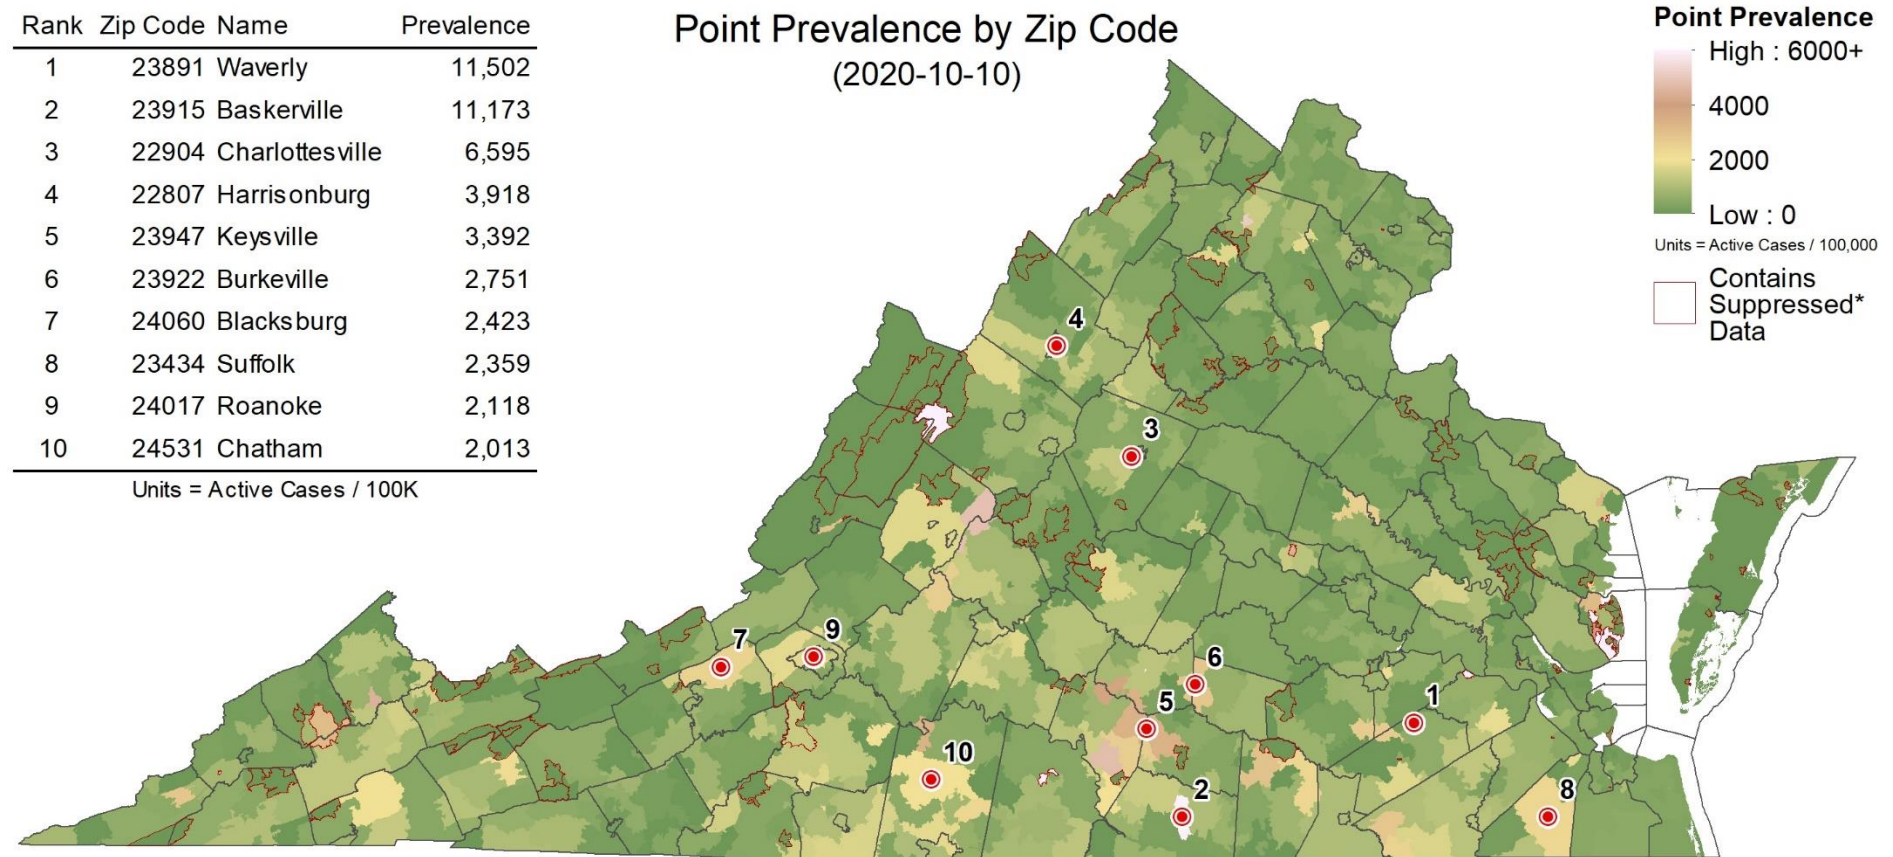 Rank Zip Code Name Prevalence
1 23891 Waverly 11,502
2 23915 Baskerville 11,173
3 22904 Charlottesville 6,595
4 22807 Harrisonburg 3,918
5 23947 Keysville 3,392
6 23922 Burkeville 2,751
7 24060 Blacksburg 2,423
8 23434 Suffolk 2,359
9 24017 Roanoke 2,118
10 24531 Chatham 2,013
Units = Active Cases / 100K
Point Prevalence by Zip Code
(2020-10-10)
Point Prevalence
High : 6000+
4000
2000
Low : 0
Units = Active Cases / 100,000
Contains
Suppressed*
Data
4
3
7
9
6
5
1
10
2
8